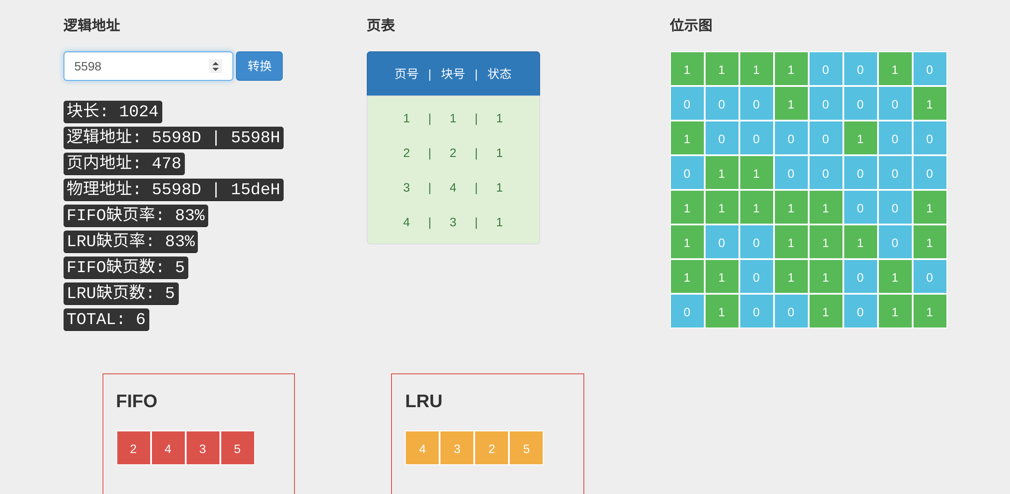 逻辑地址
5598 转换
块长: 1024
逻辑地址: 5598D | 5598H
页内地址: 478
物理地址: 5598D | 15deH
FIFO缺页率: 83%
LRU缺页率: 83%
FIFO缺页数: 5
LRU缺页数: 5
TOTAL: 6
页表
页号 | 块号 | 状态
1 | 1 | 1
2 | 2 | 1
3 | 4 | 1
4 | 3 | 1
位示图
1 1 1 1 0 0 1 0
0 0 0 1 0 0 0 1
1 0 0 0 0 1 0 0
0 1 1 0 0 0 0 0
1 1 1 1 1 0 0 1
1 0 0 1 1 1 0 1
1 1 0 1 1 0 1 0
0 1 0 0 1 0 1 1
FIFO
2 4 3 5
LRU
4 3 2 5